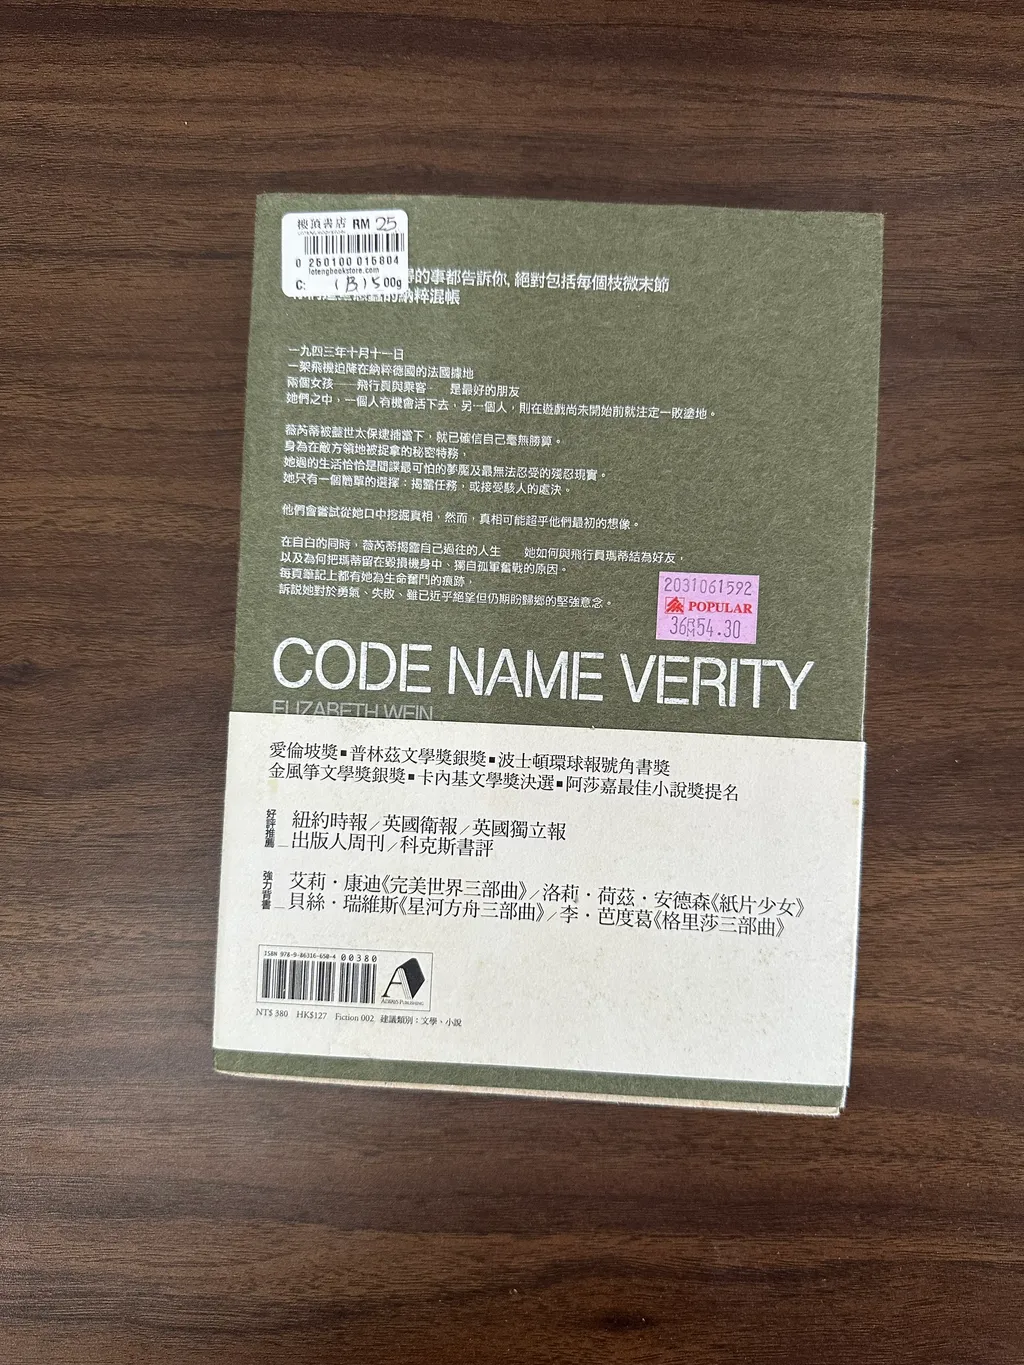 樓頂書店 RM 25
0 250100 015804
lotengbookstore.com
C: (B) 500g
的事都告訴你, 絕對包括每個枝微末節
的納粹混帳
一九四三年十月十一日
一架飛機迫降在納粹德國的法國據地
兩個女孩——飛行員與乘客——是最好的朋友
她們之中，一個人有機會活下去，另一個人，則在遊戲尚未開始前就注定一敗塗地。
薇芮蒂被蓋世太保逮捕當下，就已確信自己毫無勝算。
身為在敵方領地被捉拿的秘密特務，
她過的生活恰恰是間諜最可怕的夢魘及最無法忍受的殘忍現實。
她只有一個簡單的選擇：揭露任務，或接受駭人的處決。
他們會嘗試從她口中挖掘真相，然而，真相可能超乎他們最初的想像。
在自白的同時，薇芮蒂揭露自己過往的人生——她如何與飛行員瑪蒂結為好友，
以及為何把瑪蒂留在毀損機身中、獨自孤軍奮戰的原因。
每頁筆記上都有她為生命奮鬥的痕跡，
訴說她對於勇氣、失敗、雖已近乎絕望但仍期盼歸鄉的堅強意念。
2031061592
POPULAR
36RM54.30
CODE NAME VERITY
ELIZABETH WEIN
愛倫坡獎▪普林茲文學獎銀獎▪波士頓環球報號角書獎
金風箏文學獎銀獎▪卡內基文學獎決選▪阿莎嘉最佳小說獎提名
好評推薦
紐約時報／英國衛報／英國獨立報
出版人周刊／科克斯書評
強力背書
艾莉・康迪《完美世界三部曲》／洛莉・荷茲・安德森《紙片少女》
貝絲・瑞維斯《星河方舟三部曲》／李・芭度葛《格里莎三部曲》
ISBN 978-9-86316-650-4
00380
ALWAYS PUBLISHING
NT$ 380 HK$127 Fiction 002 建議類別：文學、小說